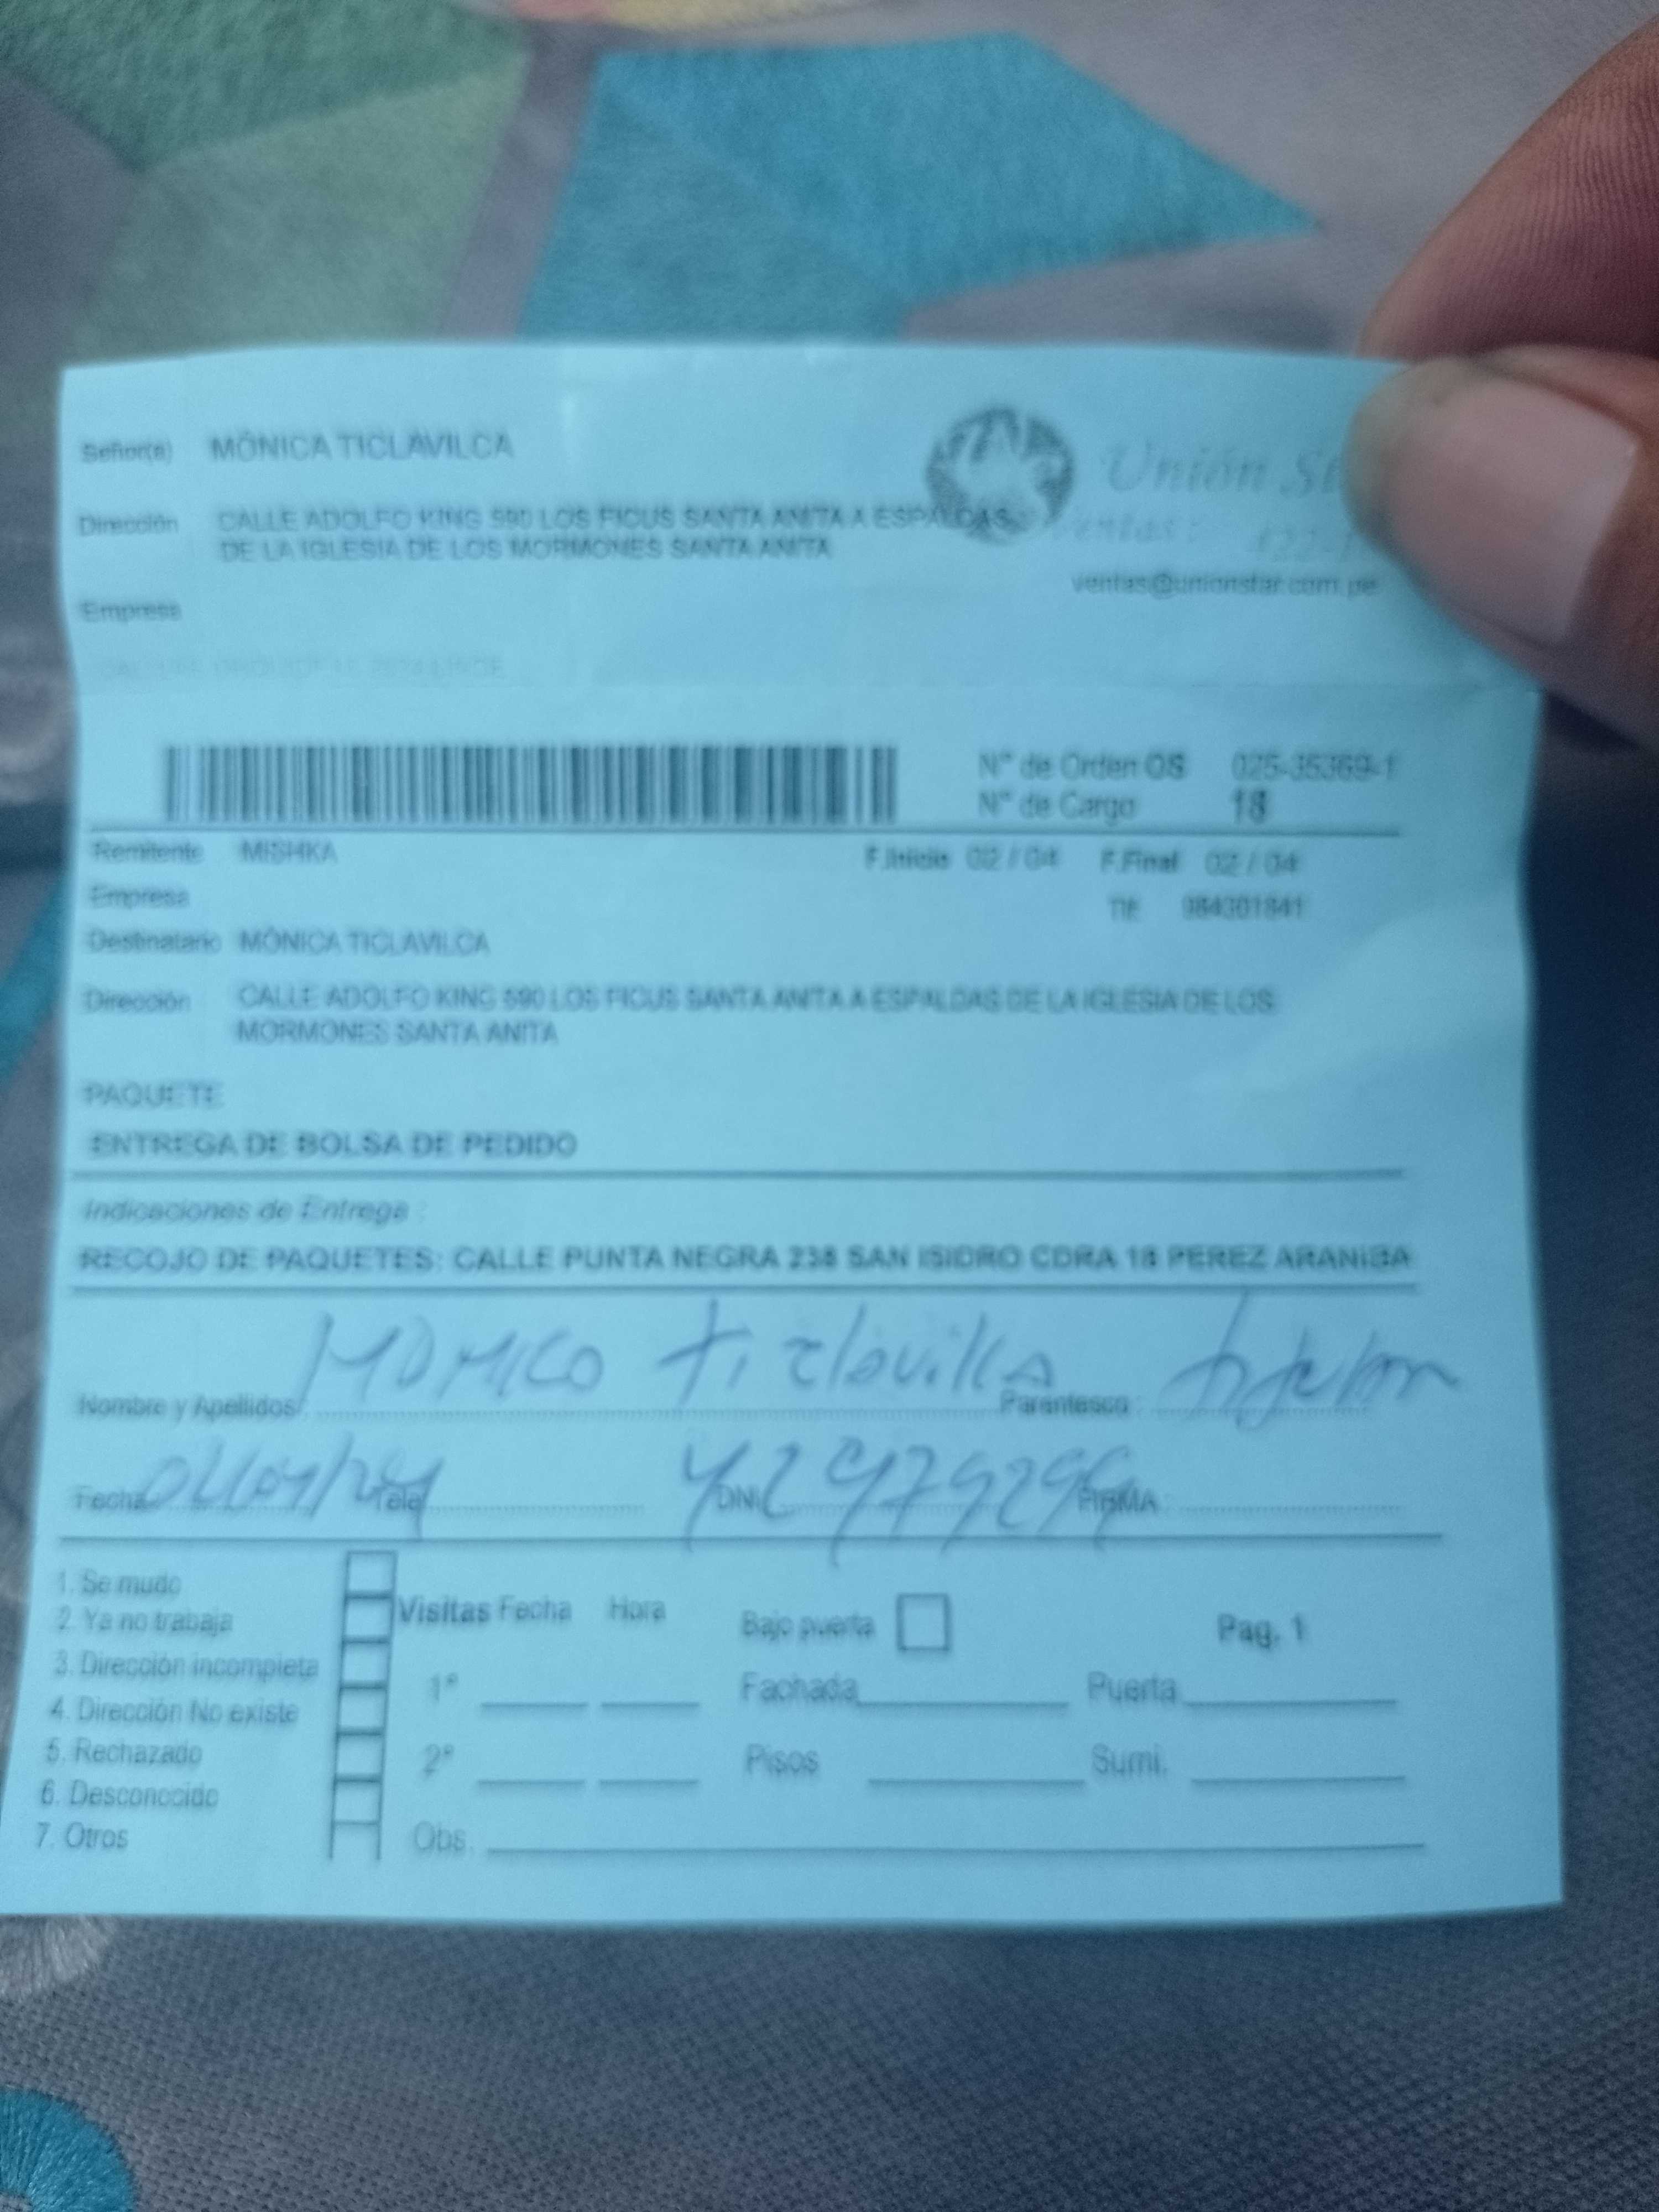 Señor(a) MÓNICA TICLAVILCA
Unión
Dirección CALLE ADOLFO KING 590 LOS FICUS SANTA ANITA A ESPALDAS
DE LA IGLESIA DE LOS MORMONES SANTA ANITA
Ventas:
ventas@unionstar.com.pe
Empresa
N° de Orden OS 025-35369-1
N° de Cargo 18
Remitente MISHKA F.Inicio 02 / 04 F.Final 02 / 04
Empresa Tlf: 984301841
Destinatario MÓNICA TICLAVILCA
Dirección CALLE ADOLFO KING 590 LOS FICUS SANTA ANITA A ESPALDAS DE LA IGLESIA DE LOS
MORMONES SANTA ANITA
PAQUETE
ENTREGA DE BOLSA DE PEDIDO
Indicaciones de Entrega :
RECOJO DE PAQUETES: CALLE PUNTA NEGRA 238 SAN ISIDRO CDRA 18 PEREZ ARANIBA
Nombre y Apellidos: Monica Ticlavilca Parentesco:
Fecha Tele DNI 42979299 FIRMA
1. Se mudo
2. Ya no trabaja
3. Dirección incompleta
4. Dirección No existe
5. Rechazado
6. Desconocido
7. Otros
Visitas Fecha Hora Bajo puerta Pag. 1
1° Fachada Puerta
2° Pisos Sumi.
Obs.